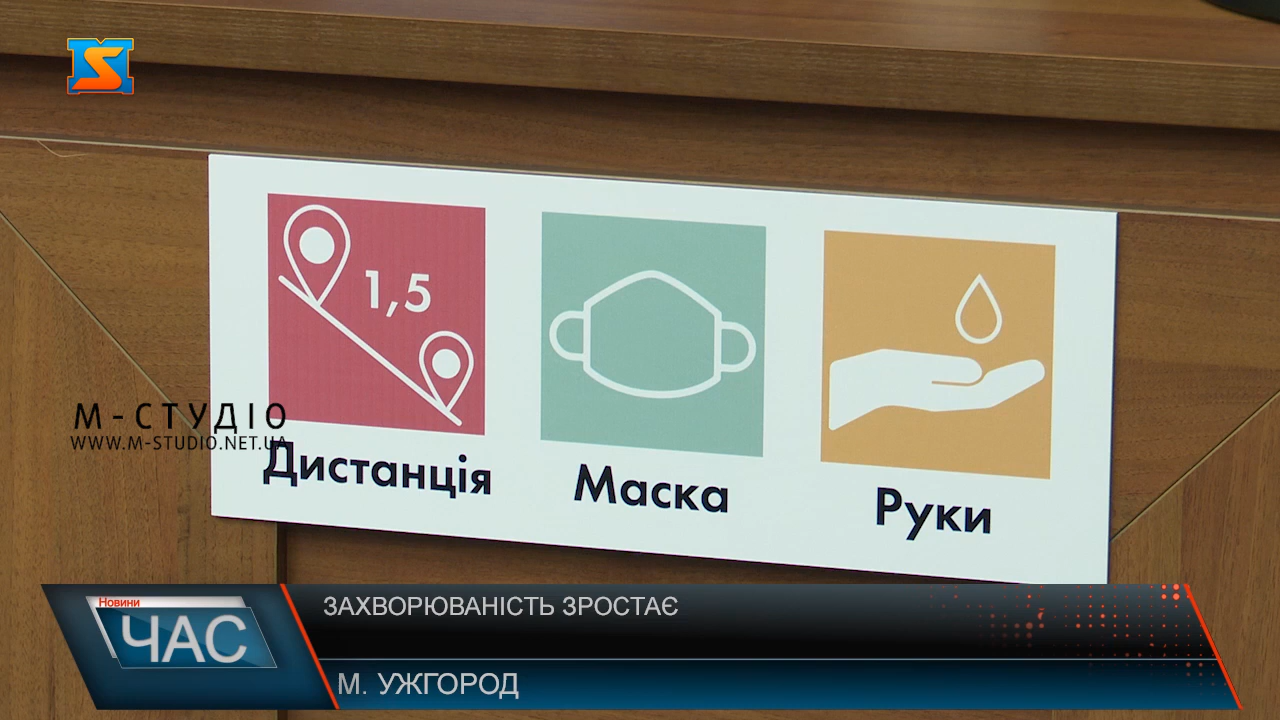 1,5
М-СТУДІО
WWW.M-STUDIO.NET.UA
Дистанція
Маска
Руки
Новини
ЧАС
ЗАХВОРЮВАНІСТЬ ЗРОСТАЄ
М. УЖГОРОД